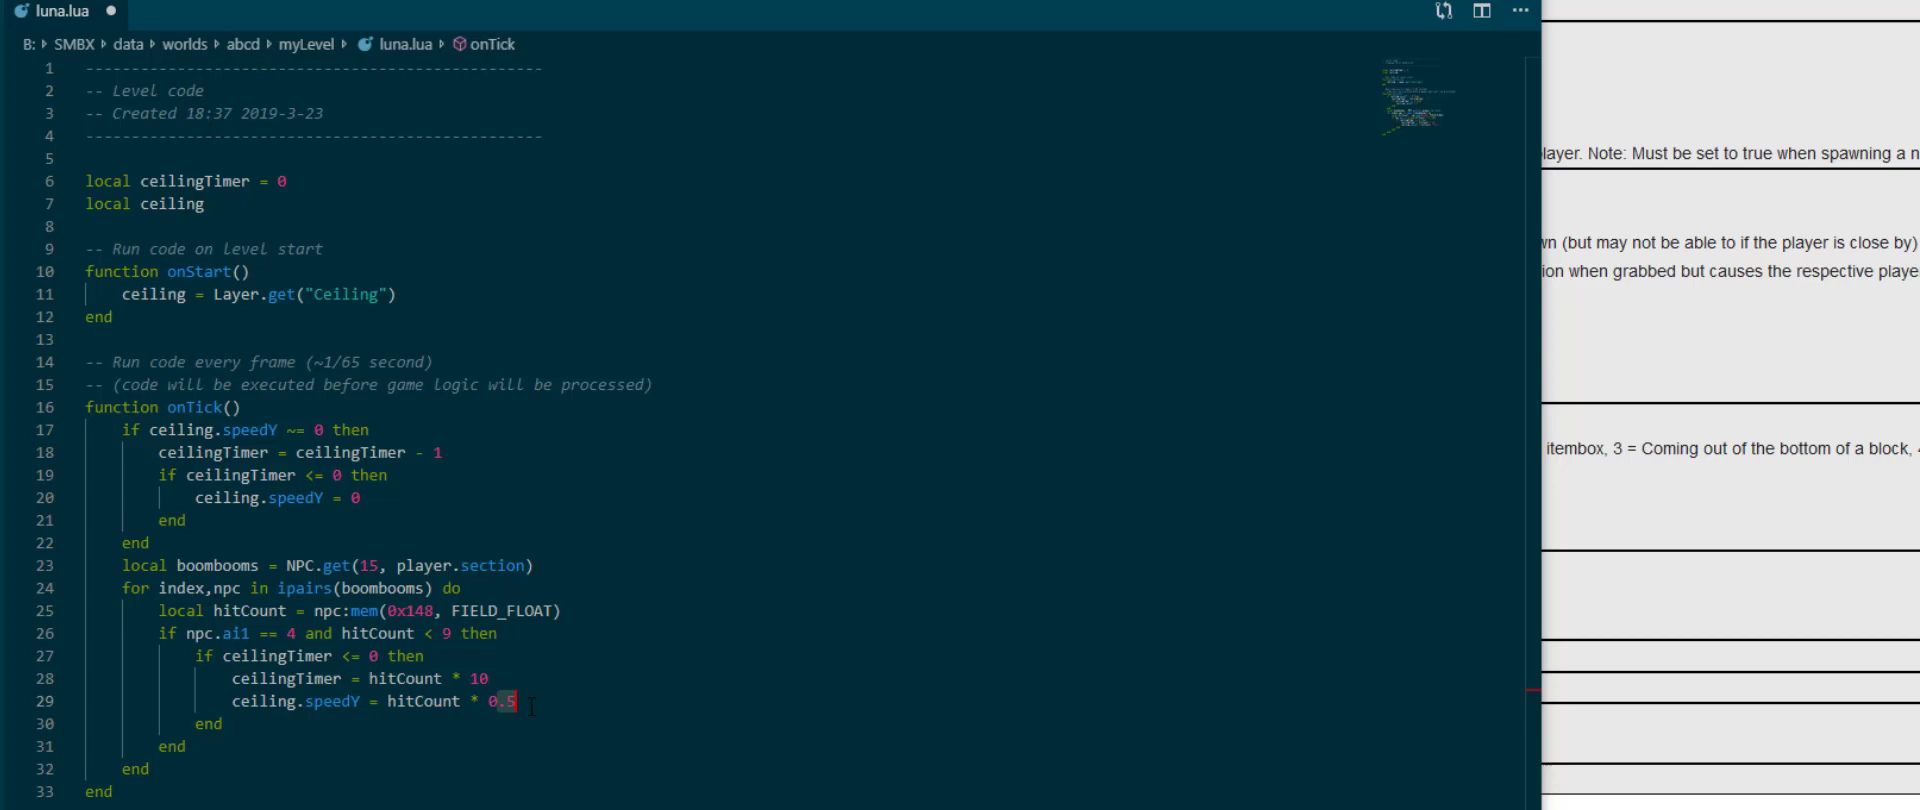 luna.lua
B: SMBX data worlds abcd myLevel luna.lua onTick
1 --------------------------------------------------
2 -- Level code
3 -- Created 18:37 2019-3-23
4 --------------------------------------------------
5
6 local ceilingTimer = 0
7 local ceiling
8
9 -- Run code on level start
10 function onStart()
11 ceiling = Layer.get("Ceiling")
12 end
13
14 -- Run code every frame (~1/65 second)
15 -- (code will be executed before game logic will be processed)
16 function onTick()
17 if ceiling.speedY ~= 0 then
18 ceilingTimer = ceilingTimer - 1
19 if ceilingTimer <= 0 then
20 ceiling.speedY = 0
21 end
22 end
23 local boombooms = NPC.get(15, player.section)
24 for index,npc in ipairs(boombooms) do
25 local hitCount = npc:mem(0x148, FIELD_FLOAT)
26 if npc.ai1 == 4 and hitCount < 9 then
27 if ceilingTimer <= 0 then
28 ceilingTimer = hitCount * 10
29 ceiling.speedY = hitCount * 0.5
30 end
31 end
32 end
33 end
layer. Note: Must be set to true when spawning a n
wn (but may not be able to if the player is close by)
ion when grabbed but causes the respective playe
itembox, 3 = Coming out of the bottom of a block,